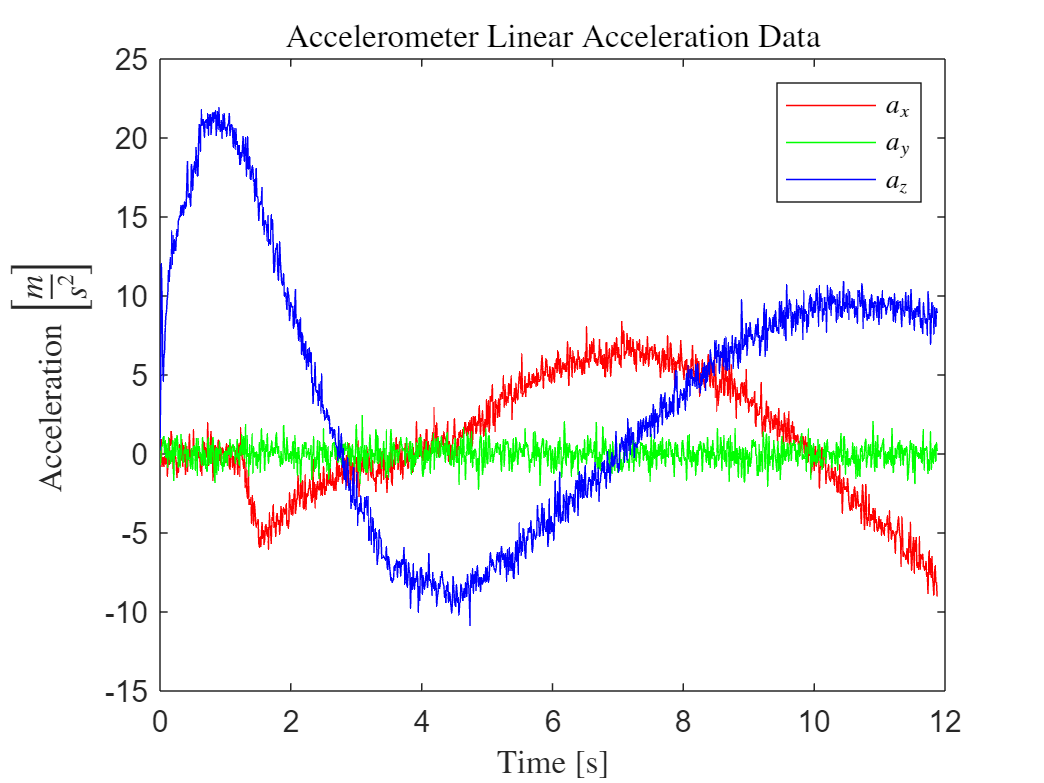 Accelerometer Linear Acceleration Data
25
20
15
10
5
0
-5
-10
-15
Acceleration [m/s²]
a_x
a_y
a_z
0 2 4 6 8 10 12
Time [s]